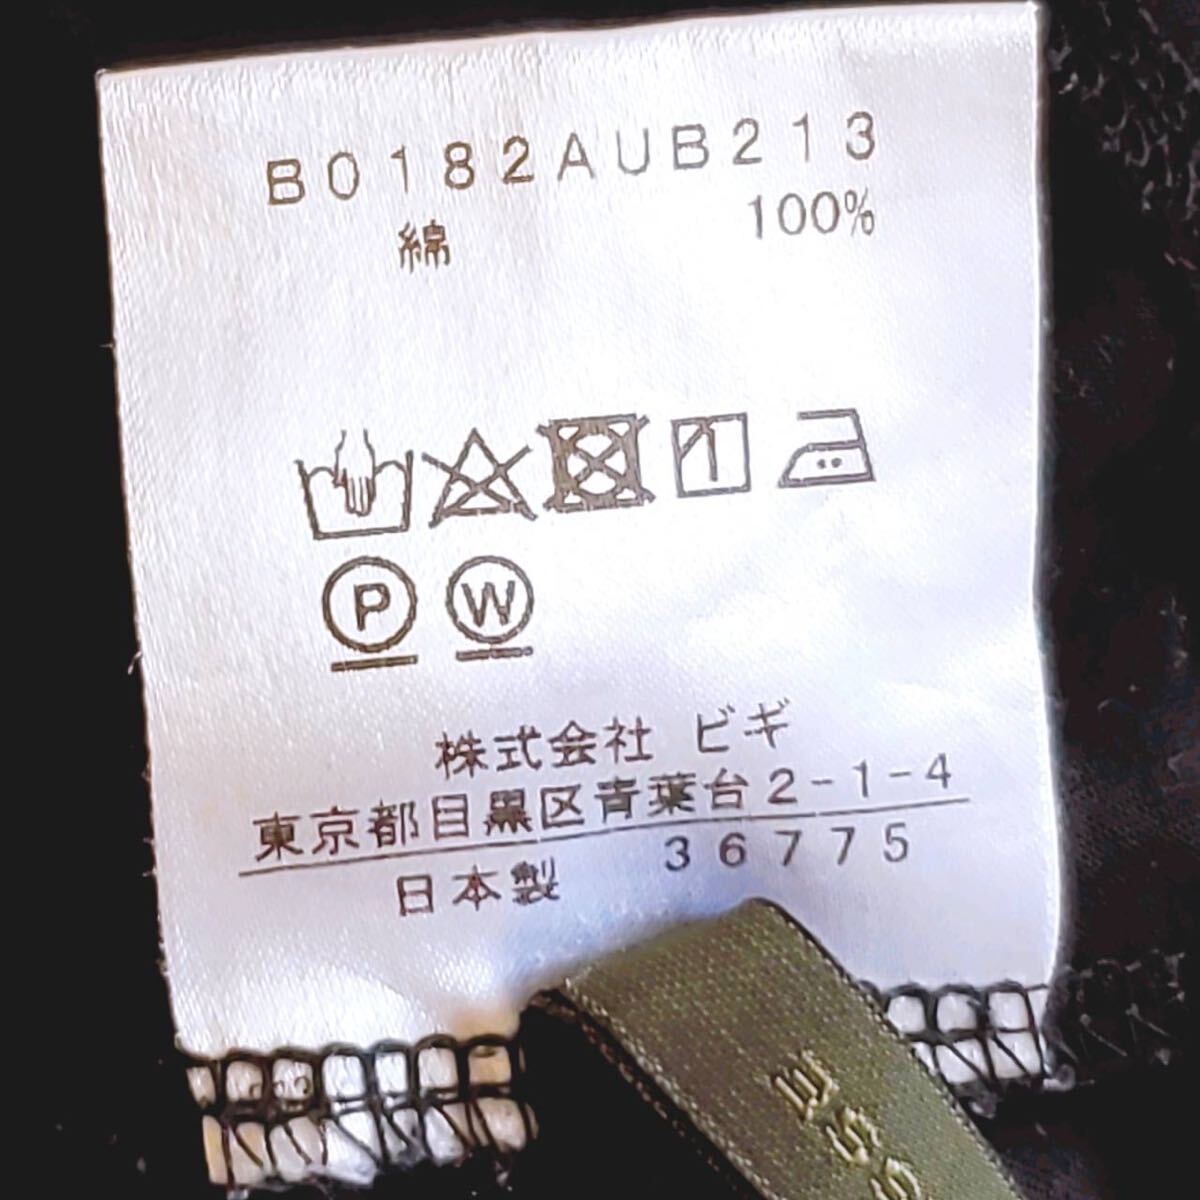 B0182AUB213
綿 100%
P W
株式会社 ビギ
東京都目黒区青葉台2-1-4
日本製 36775